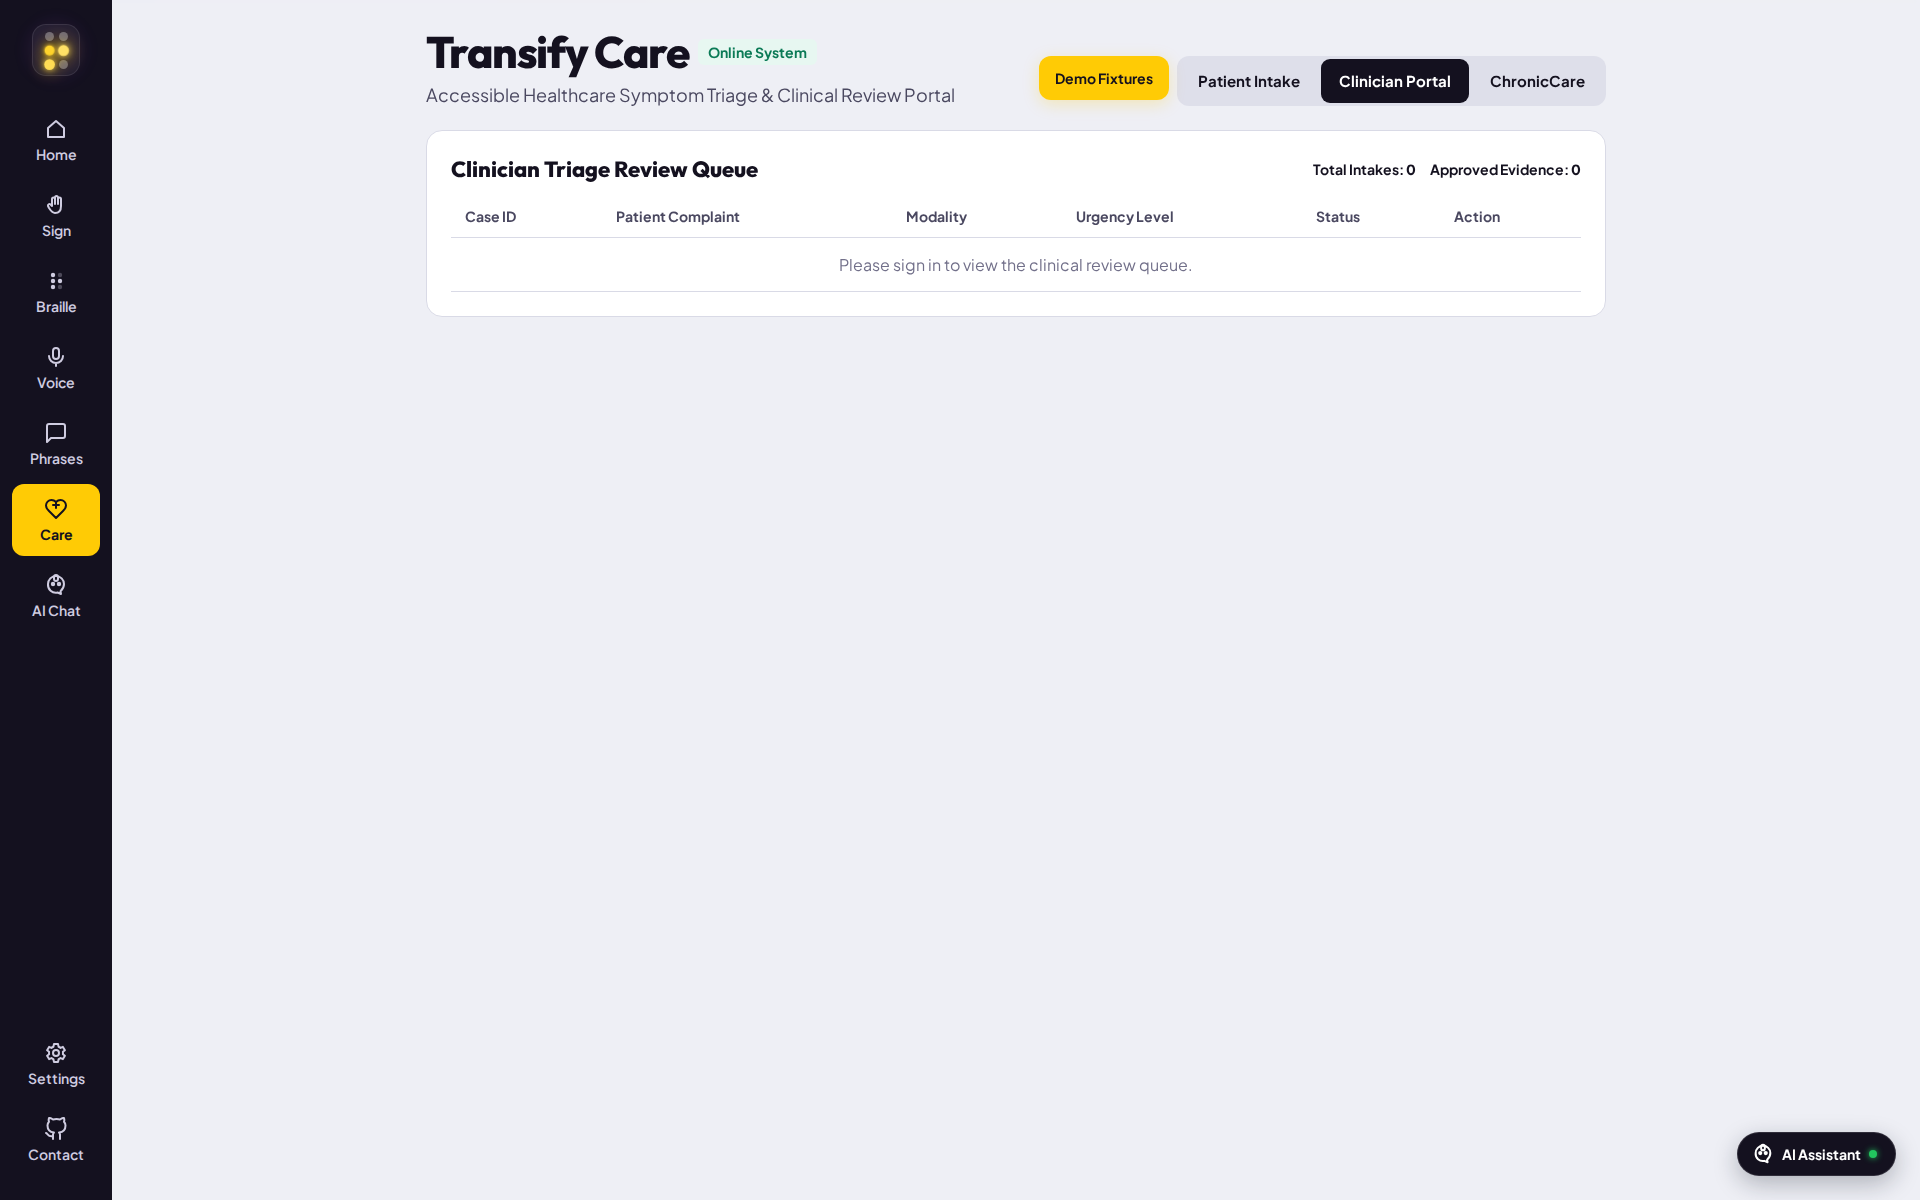 Home
Sign
Braille
Voice
Phrases
Care
AI Chat
Settings
Contact
Transify Care
Online System
Accessible Healthcare Symptom Triage & Clinical Review Portal
Demo Fixtures
Patient Intake
Clinician Portal
ChronicCare
Clinician Triage Review Queue
Total Intakes: 0 Approved Evidence: 0
Case ID Patient Complaint Modality Urgency Level Status Action
Please sign in to view the clinical review queue.
AI Assistant